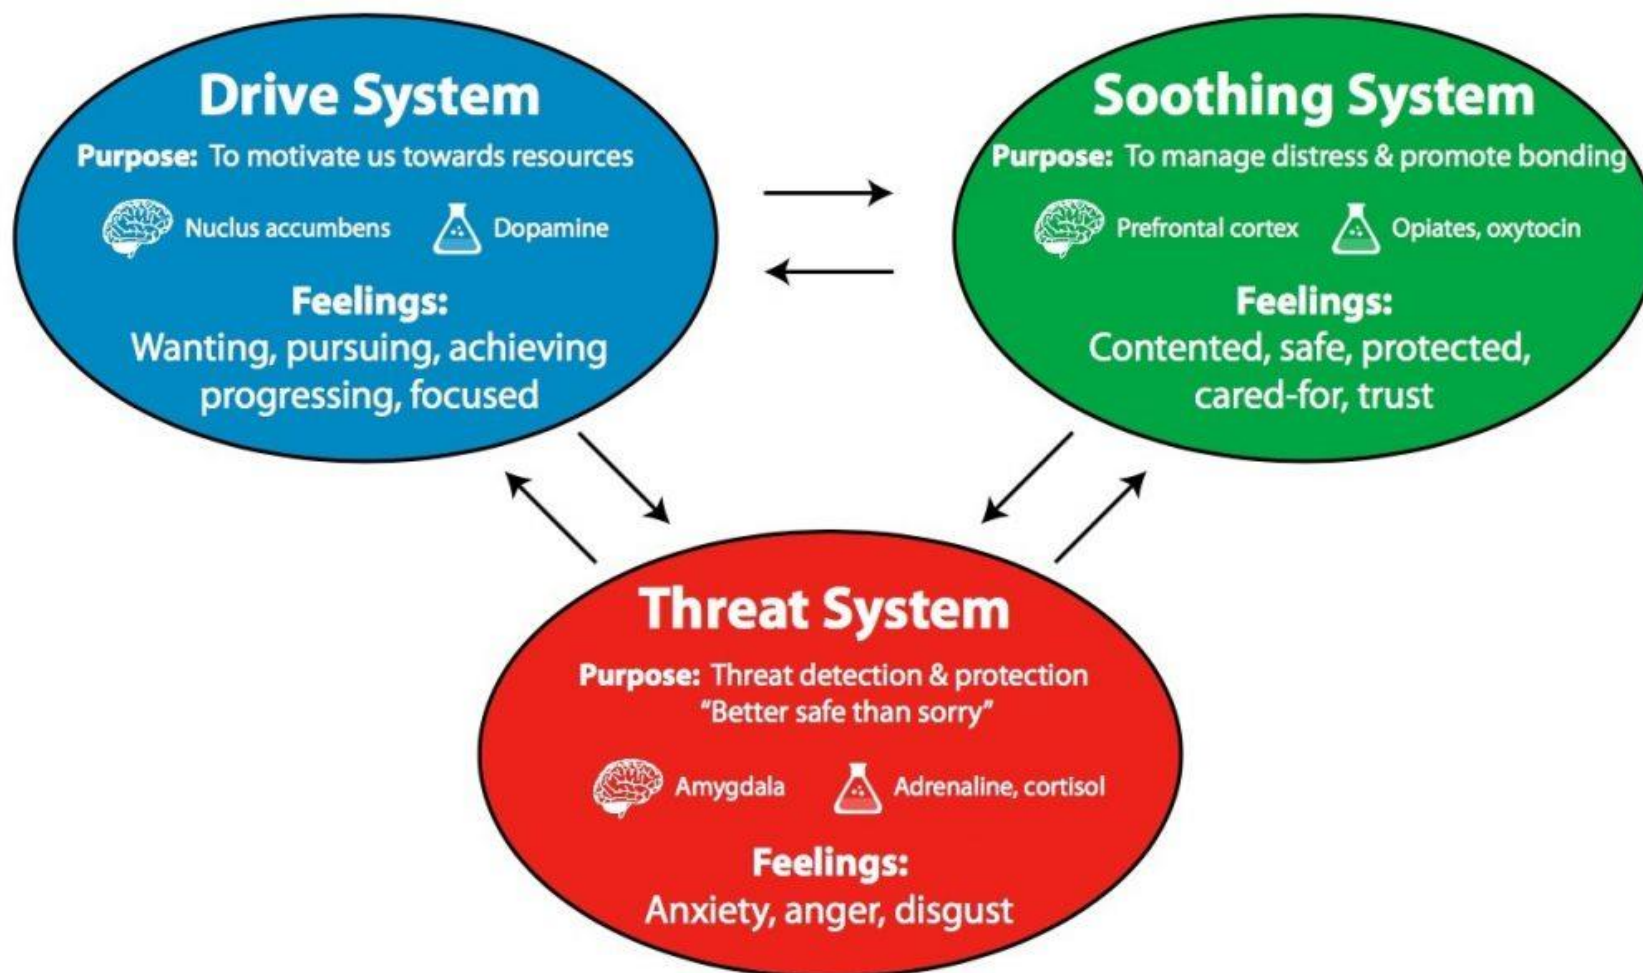 Drive System
Purpose: To motivate us towards resources
Nuclus accumbens
Dopamine
Feelings:
Wanting, pursuing, achieving
progressing, focused
Soothing System
Purpose: To manage distress & promote bonding
Prefrontal cortex
Opiates, oxytocin
Feelings:
Contented, safe, protected,
cared-for, trust
Threat System
Purpose: Threat detection & protection
“Better safe than sorry”
Amygdala
Adrenaline, cortisol
Feelings:
Anxiety, anger, disgust